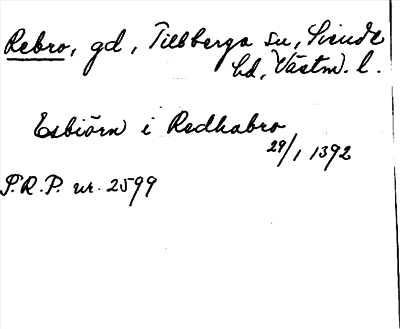 Rebro, gd, Tillberga sn, Siende
hd, Västm. l.
Esbiörn i Redhabro
29/1 1392
P.R.P. nr. 2599